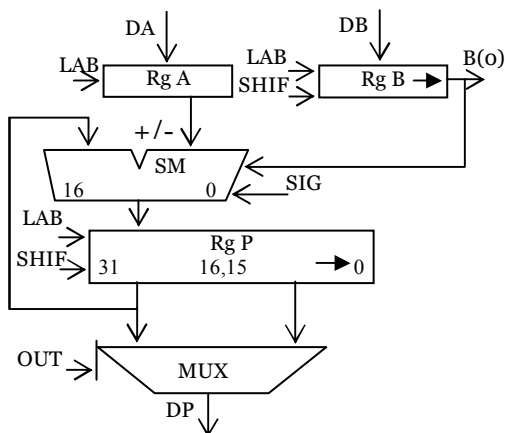 DA
DB
LAB
Rg A
LAB
SHIF
Rg B
B(0)
+/-
SM
16 0
SIG
LAB
SHIF
Rg P
31 16,15 0
OUT
MUX
DP